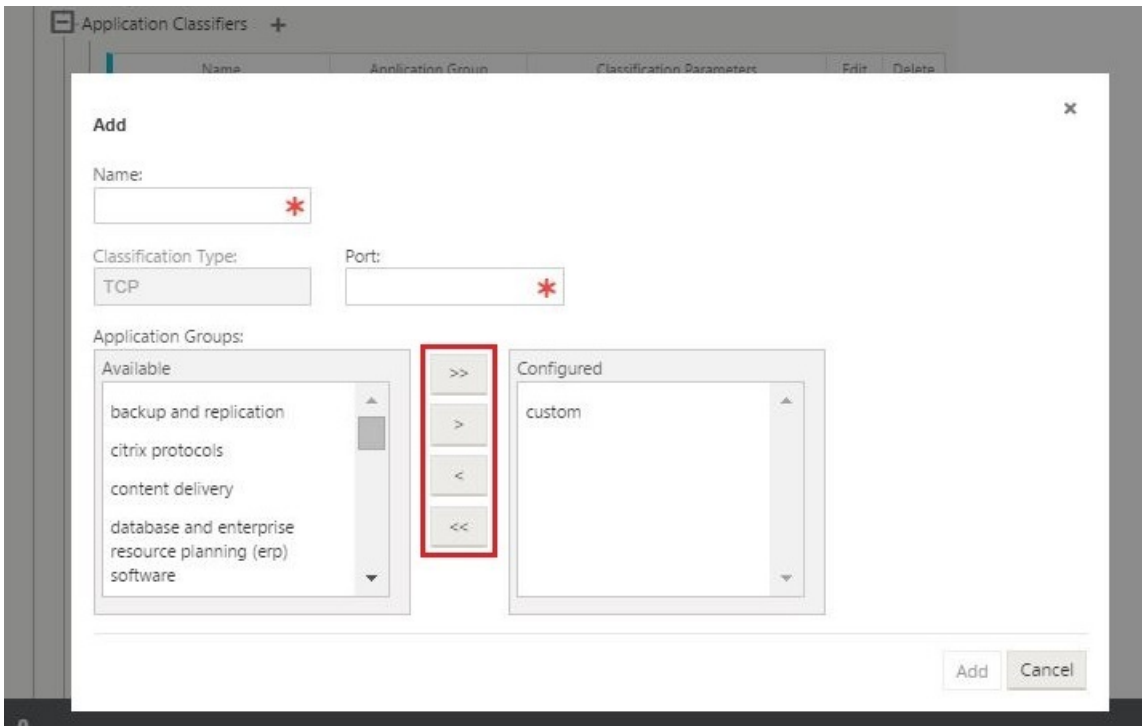 Application Classifiers +
Name Application Group Classification Parameters Edit Delete
×
Add
Name:
*
Classification Type: Port:
TCP *
Application Groups:
Available >> Configured
backup and replication > custom
citrix protocols
content delivery <
database and enterprise <<
resource planning (erp)
software
Add Cancel